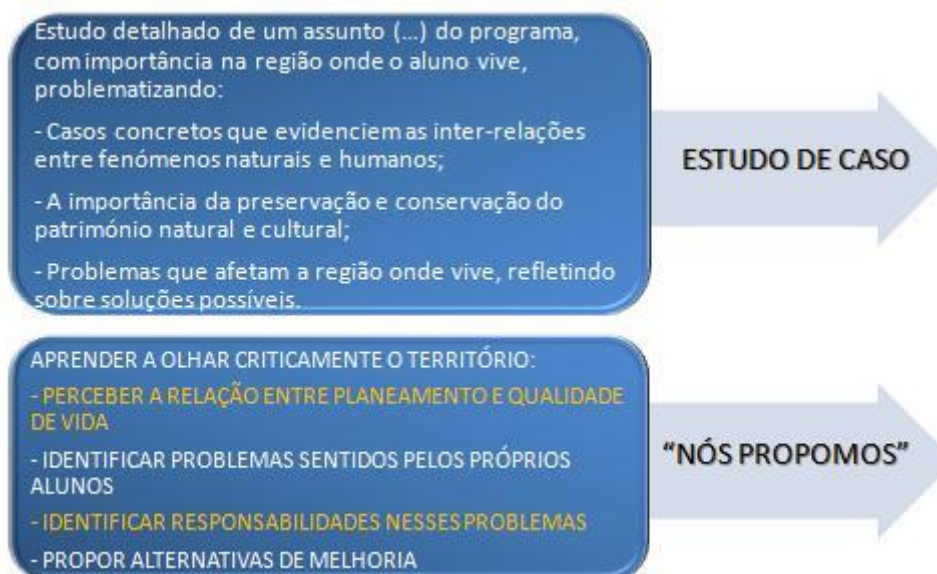 Estudo detalhado de um assunto (...) do programa,
com importância na região onde o aluno vive,
problematizando:
- Casos concretos que evidenciem as inter-relações
entre fenómenos naturais e humanos;
- A importância da preservação e conservação do
património natural e cultural;
- Problemas que afetam a região onde vive, refletindo
sobre soluções possíveis.
ESTUDO DE CASO
APRENDER A OLHAR CRITICAMENTE O TERRITÓRIO:
- PERCEBER A RELAÇÃO ENTRE PLANEAMENTO E QUALIDADE
DE VIDA
- IDENTIFICAR PROBLEMAS SENTIDOS PELOS PRÓPRIOS
ALUNOS
- IDENTIFICAR RESPONSABILIDADES NESSES PROBLEMAS
- PROPOR ALTERNATIVAS DE MELHORIA
“NÓS PROPOMOS”